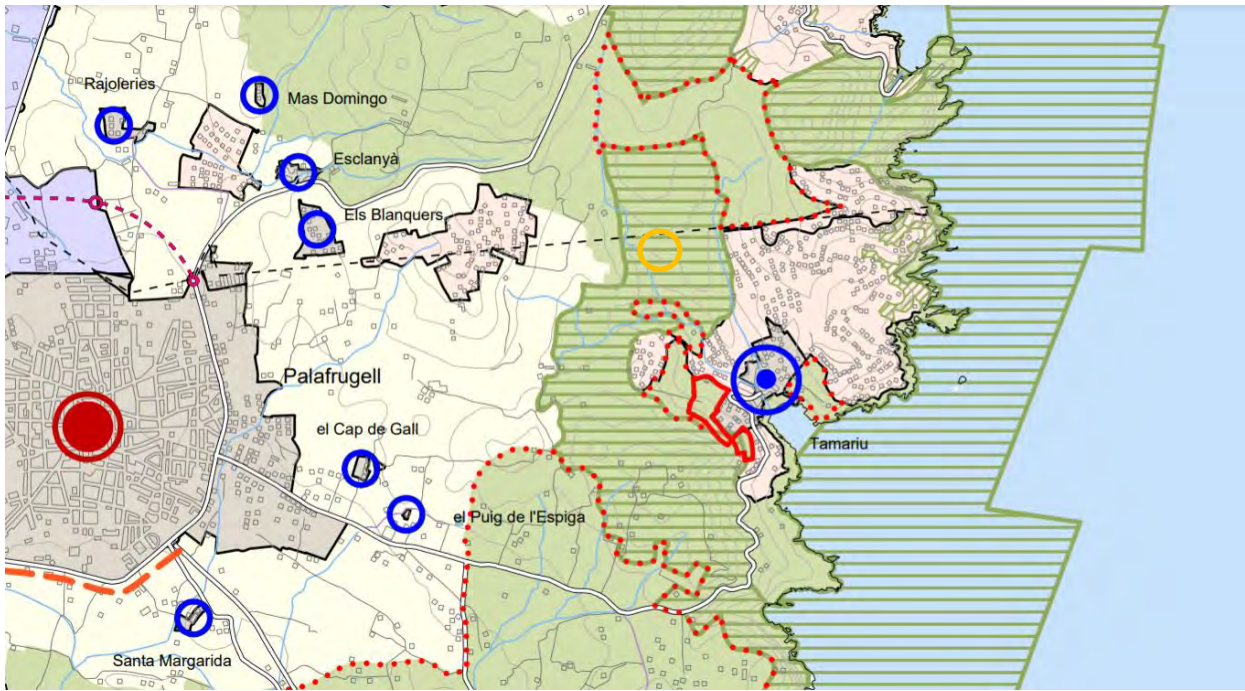 Rajoleries
Mas Domingo
Esclanyà
Els Blanquers
Palafrugell
el Cap de Gall
Tamariu
el Puig de l'Espiga
Santa Margarida